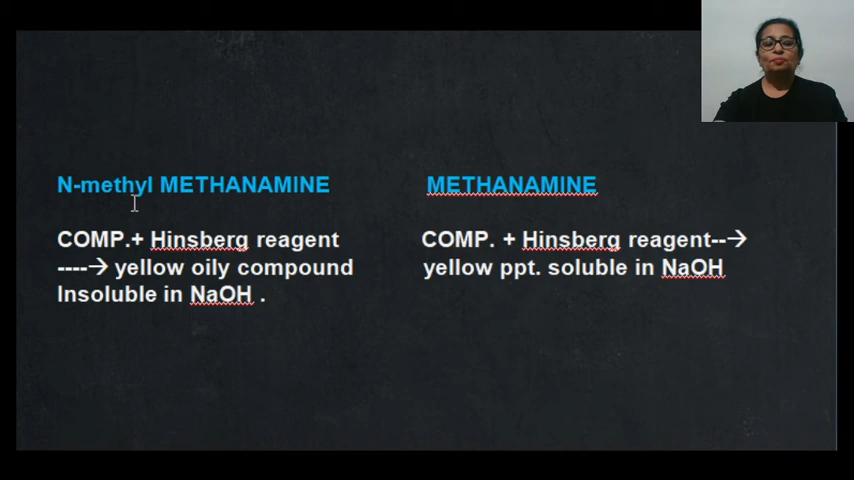 N-methyl METHANAMINE
COMP.+ Hinsberg reagent
----→ yellow oily compound
Insoluble in NaOH .
METHANAMINE
COMP. + Hinsberg reagent--→
yellow ppt. soluble in NaOH